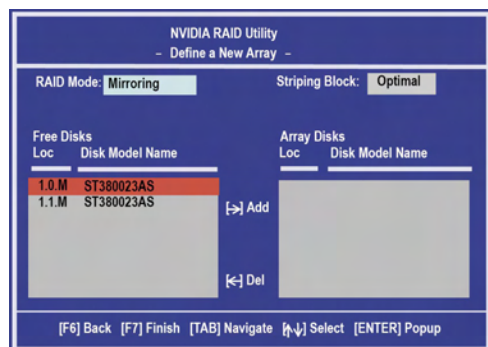 NVIDIA RAID Utility
– Define a New Array –
RAID Mode: Mirroring Striping Block: Optimal
Free Disks Array Disks
Loc Disk Model Name Loc Disk Model Name
1.0.M ST380023AS
1.1.M ST380023AS
[→] Add
[←] Del
[F6] Back [F7] Finish [TAB] Navigate [↑↓] Select [ENTER] Popup